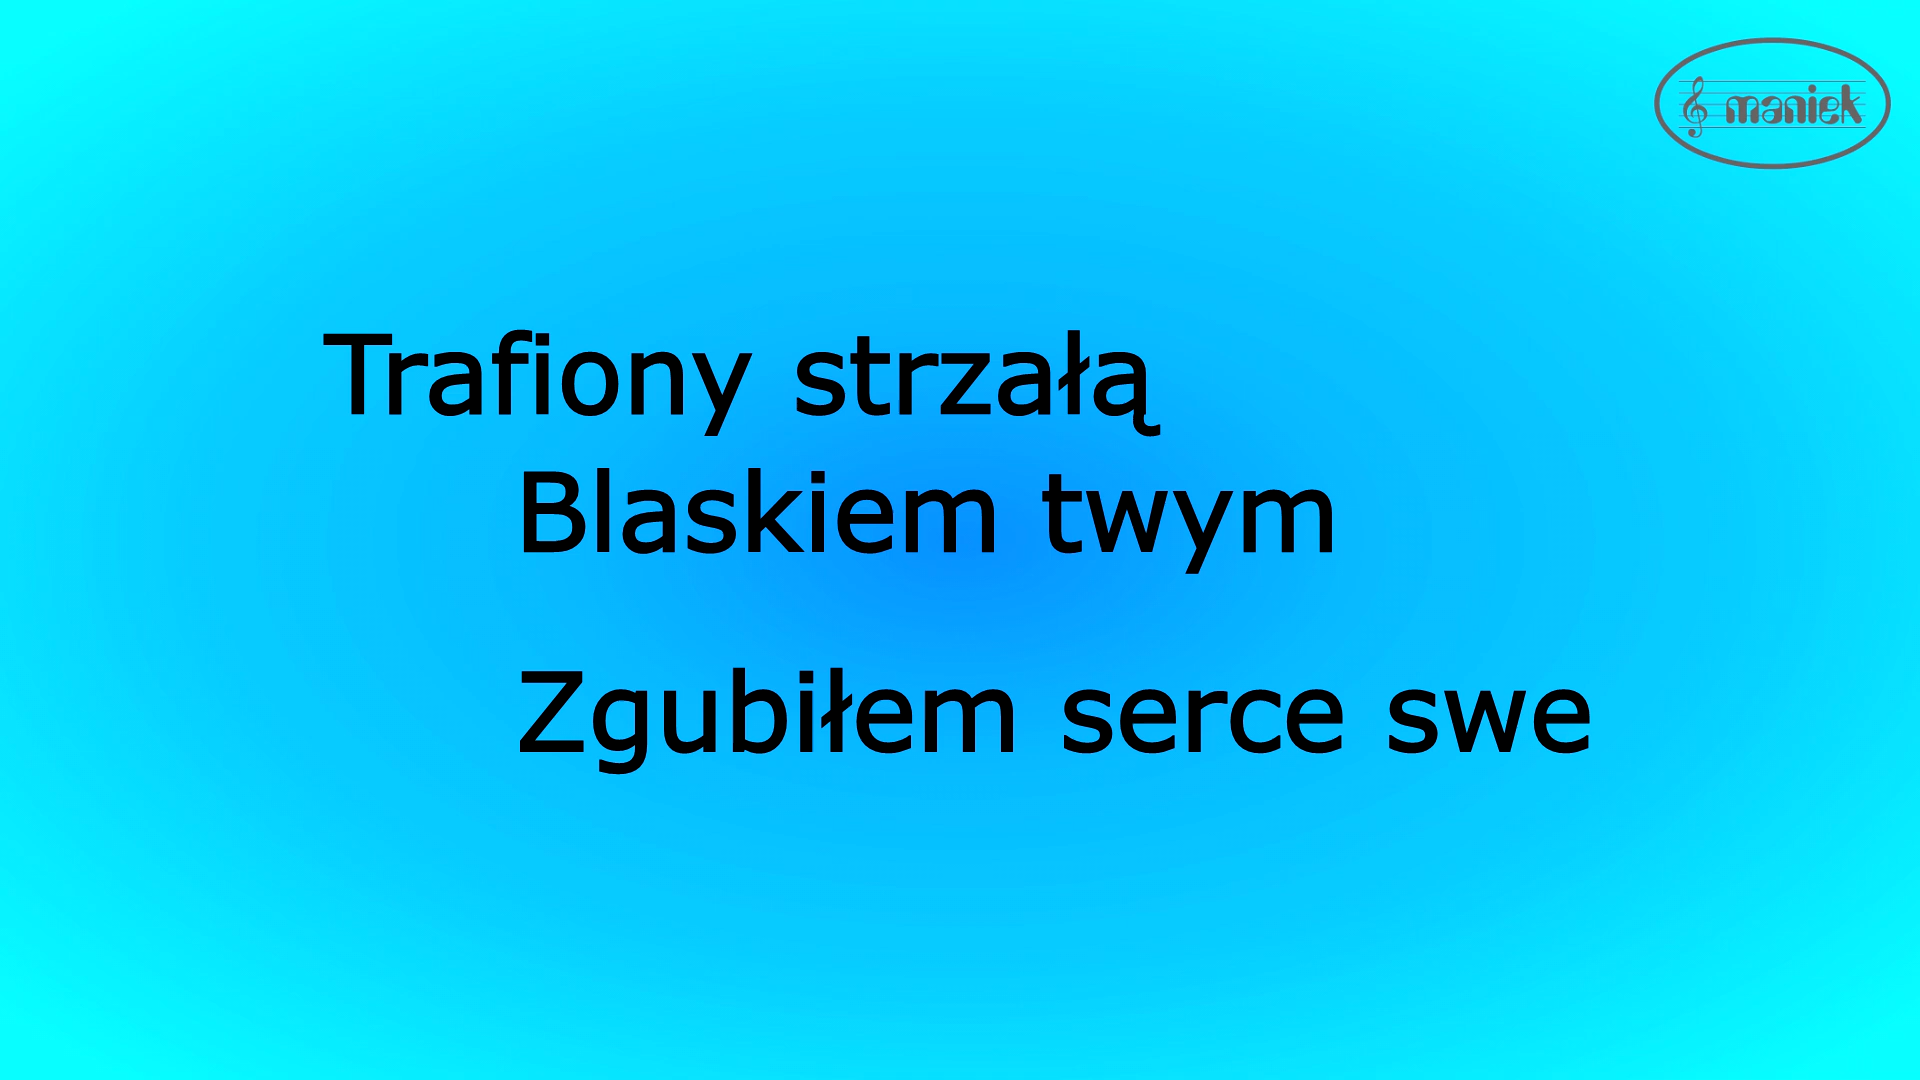 maniek
Trafiony strzałą
Blaskiem twym
Zgubiłem serce swe